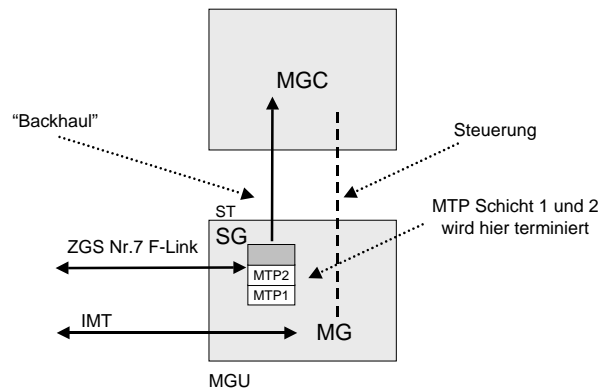 MGC
“Backhaul”
Steuerung
ST
SG
MTP Schicht 1 und 2
wird hier terminiert
ZGS Nr.7 F-Link
MTP2
MTP1
IMT
MG
MGU